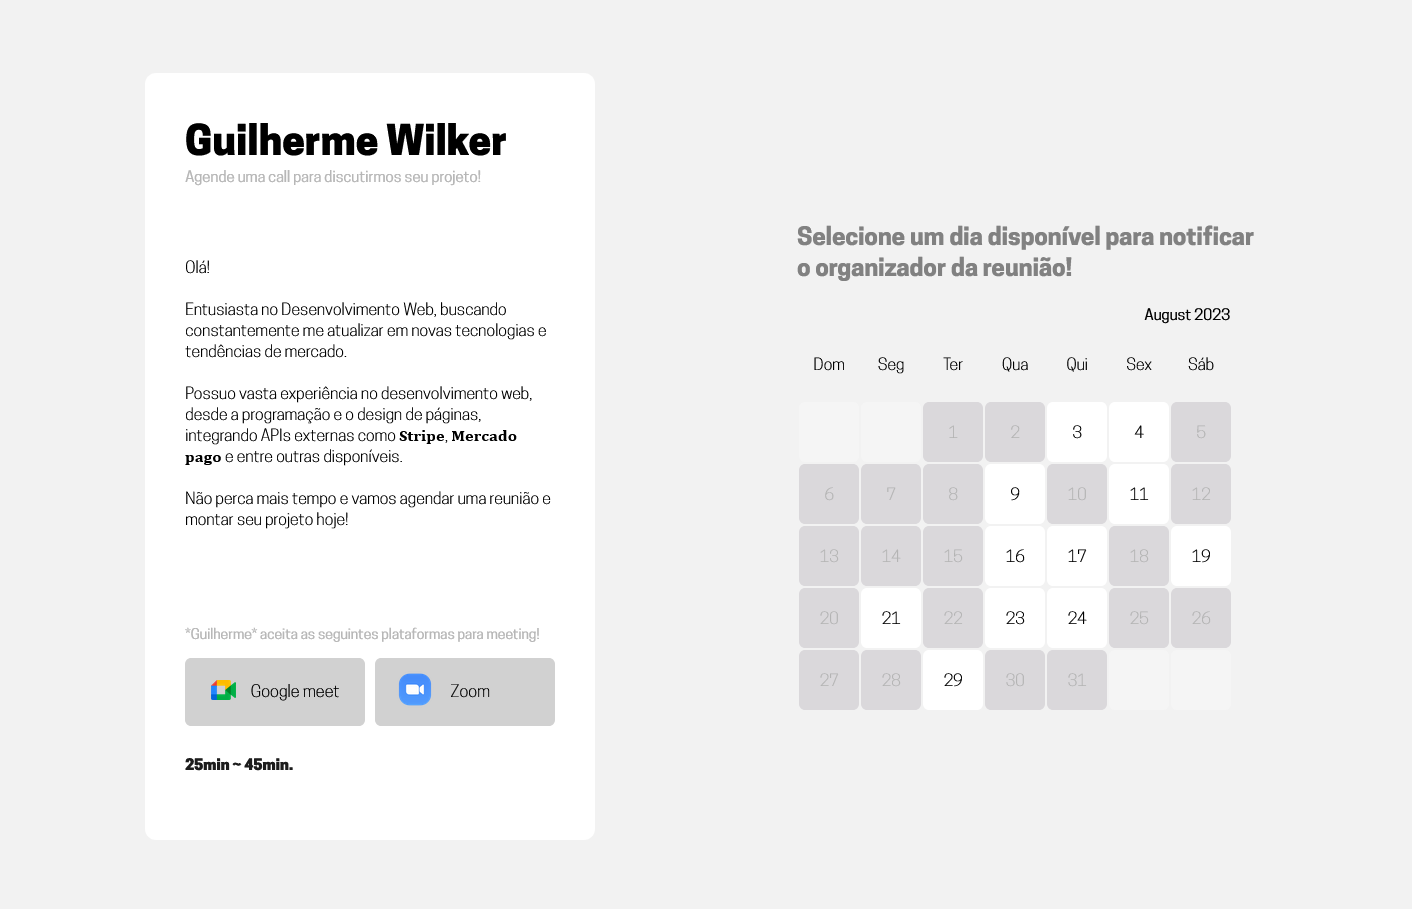 Guilherme Wilker
Agende uma call para discutirmos seu projeto!
Olá!
Entusiasta no Desenvolvimento Web, buscando
constantemente me atualizar em novas tecnologias e
tendências de mercado.
Possuo vasta experiência no desenvolvimento web,
desde a programação e o design de páginas,
integrando APIs externas como Stripe, Mercado
pago e entre outras disponíveis.
Não perca mais tempo e vamos agendar uma reunião e
montar seu projeto hoje!
*Guilherme* aceita as seguintes plataformas para meeting!
Google meet Zoom
25min ~ 45min.
Selecione um dia disponível para notificar
o organizador da reunião!
August 2023
Dom Seg Ter Qua Qui Sex Sáb
1 2 3 4 5
6 7 8 9 10 11 12
13 14 15 16 17 18 19
20 21 22 23 24 25 26
27 28 29 30 31